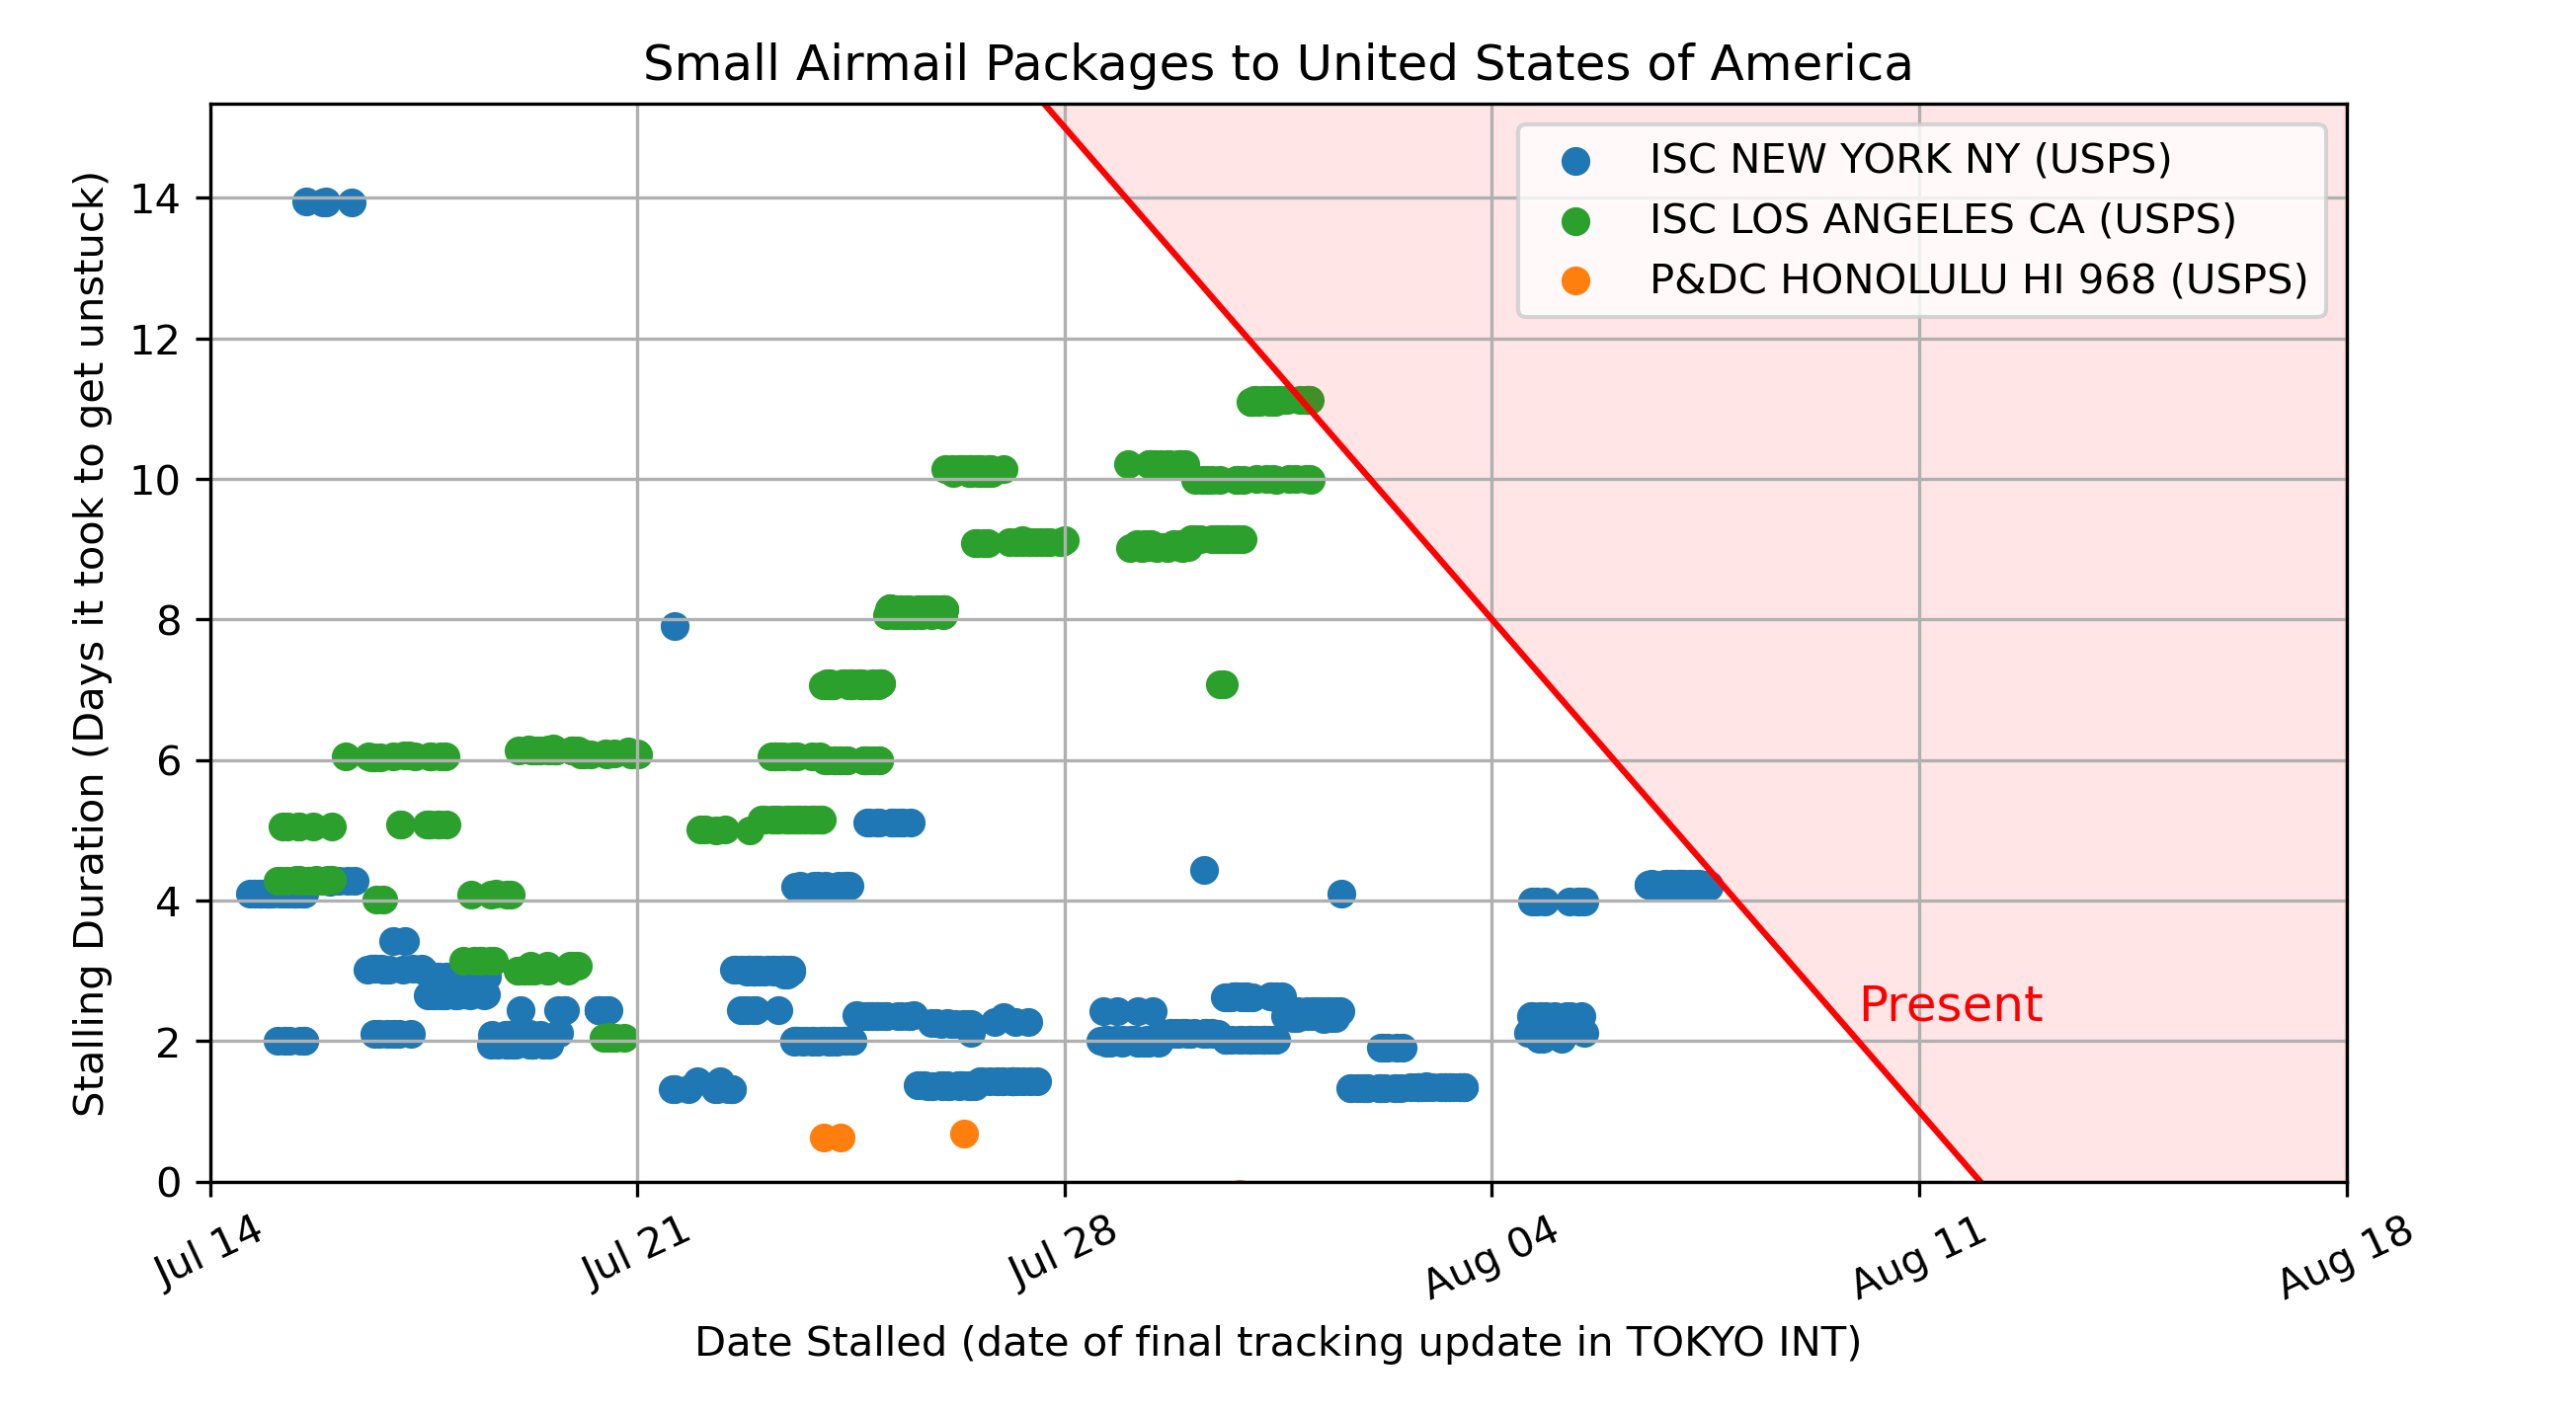 Small Airmail Packages to United States of America
Stalling Duration (Days it took to get unstuck)
14
12
10
8
6
4
2
0
ISC NEW YORK NY (USPS)
ISC LOS ANGELES CA (USPS)
P&DC HONOLULU HI 968 (USPS)
Present
Jul 14
Jul 21
Jul 28
Aug 04
Aug 11
Aug 18
Date Stalled (date of final tracking update in TOKYO INT)